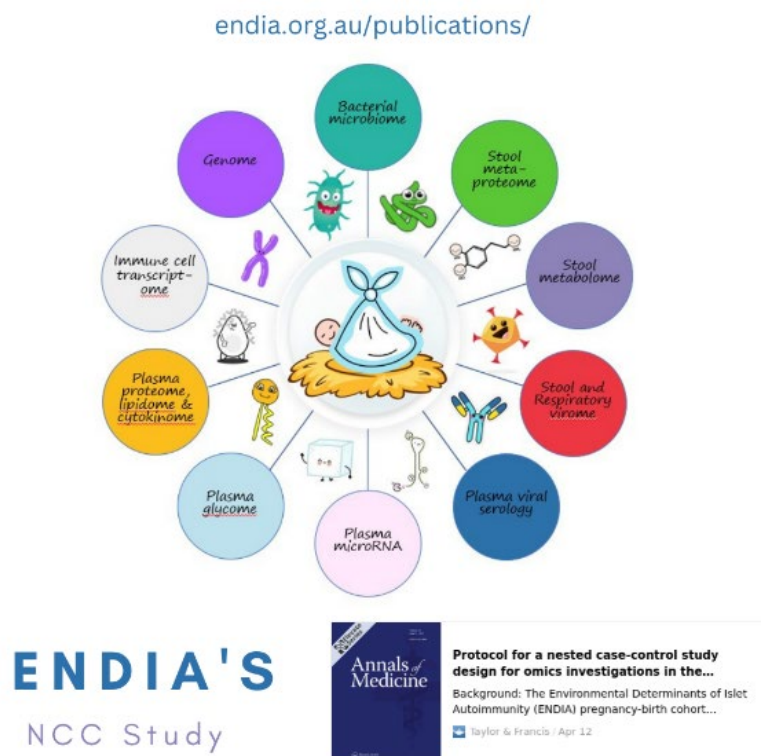 endia.org.au/publications/
Bacterial
microbiome
Genome
Stool
meta-
proteome
Immune cell
transcript-
ome
Stool
metabolome
Plasma
proteome,
lipidome &
cytokinome
Stool and
Respiratory
virome
Plasma
glycome
Plasma viral
serology
Plasma
microRNA
ENDIA'S
NCC Study
Annals of
Medicine
Protocol for a nested case-control study
design for omics investigations in the...
Background: The Environmental Determinants of Islet
Autoimmunity (ENDIA) pregnancy-birth cohort...
Taylor & Francis / Apr 12